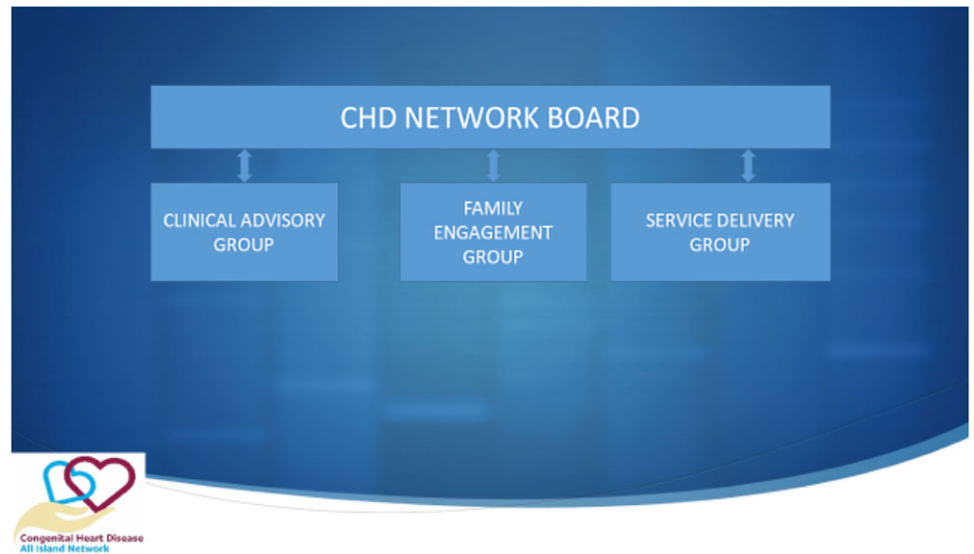 CHD NETWORK BOARD
CLINICAL ADVISORY
GROUP
FAMILY
ENGAGEMENT
GROUP
SERVICE DELIVERY
GROUP
Congenital Heart Disease
All Island Network